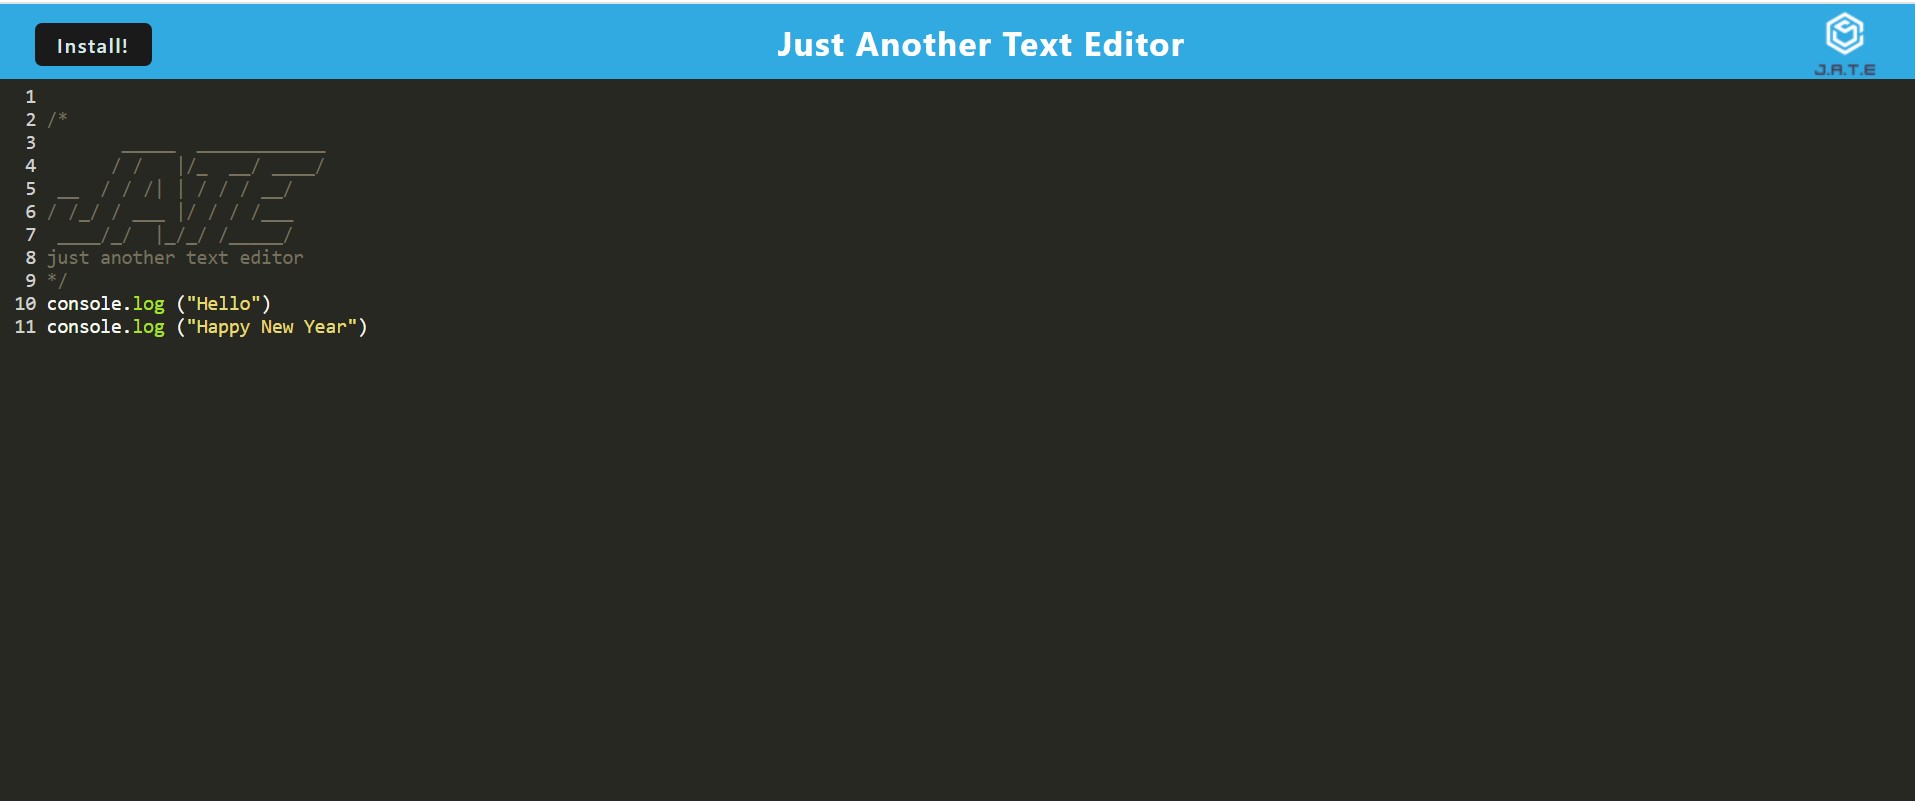 Install!
Just Another Text Editor
J.A.T.E
1
2 /*
3        _____  ____________
4       / /   |/_  __/ ____/
5  __  / / /| | / / / __/
6 / /_/ / ___ |/ / / /___
7  ____/_/  |_/_/ /_____/
8 just another text editor
9 */
10 console.log ("Hello")
11 console.log ("Happy New Year")